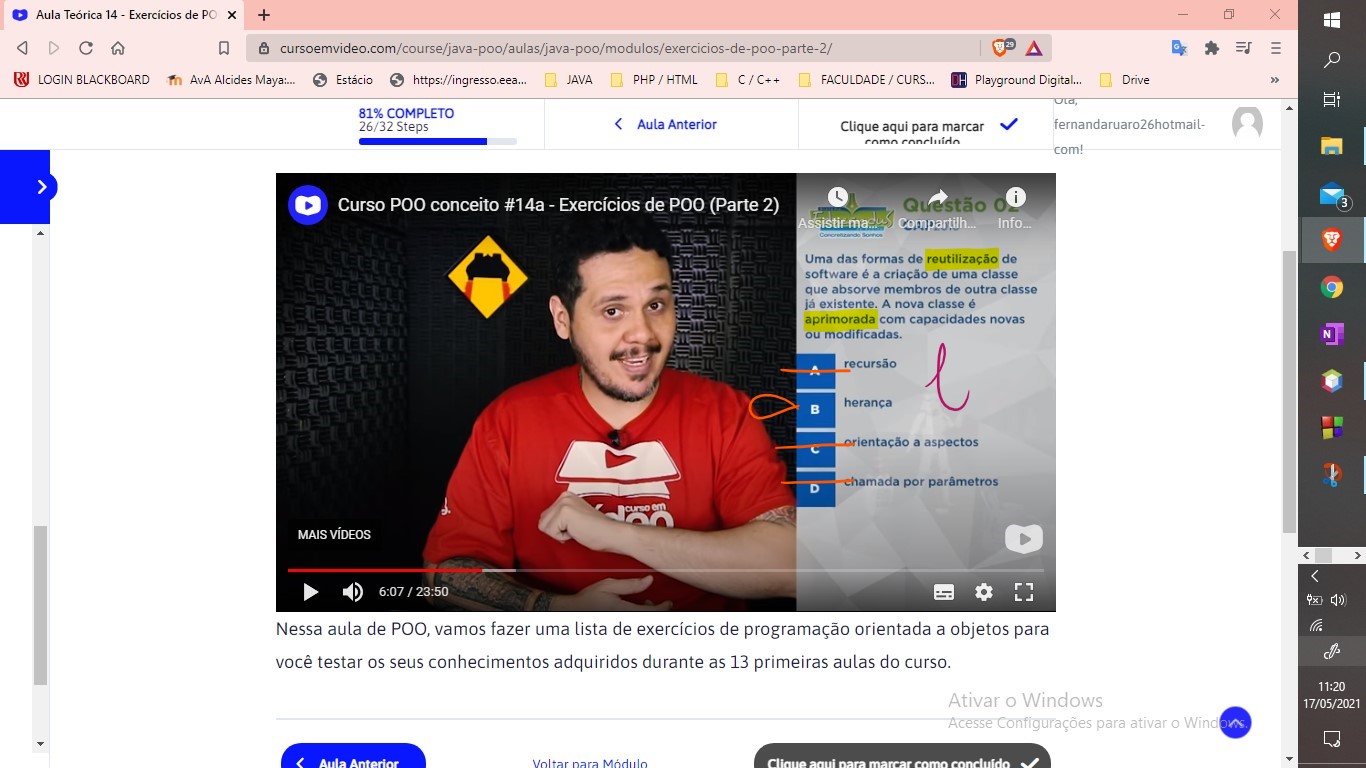 Aula Teórica 14 - Exercícios de PO
cursoemvideo.com/course/java-poo/aulas/java-poo/modulos/exercicios-de-poo-parte-2/
29
LOGIN BLACKBOARD
AvA Alcides Maya:...
Estácio
https://ingresso.eea...
JAVA
PHP / HTML
C / C++
FACULDADE / CURS...
Playground Digital...
Drive
»
81% COMPLETO
26/32 Steps
Aula Anterior
Clique aqui para marcar
como concluído
Olá,
fernandaruaro26hotmail-
com!
3
Curso POO conceito #14a - Exercícios de POO (Parte 2)
Assistir ma...
Compartilh...
Info...
Questão 02
Concretizando Sonhos
Uma das formas de reutilização de
software é a criação de uma classe
que absorve membros de outra classe
já existente. A nova classe é
aprimorada com capacidades novas
ou modificadas.
A recursão
B herança
C orientação a aspectos
D chamada por parâmetros
curso em
MAIS VÍDEOS
6:07 / 23:50
Nessa aula de POO, vamos fazer uma lista de exercícios de programação orientada a objetos para
você testar os seus conhecimentos adquiridos durante as 13 primeiras aulas do curso.
Ativar o Windows
Acesse Configurações para ativar o Windows.
Aula Anterior
Voltar para Módulo
Clique aqui para marcar como concluído
11:20
17/05/2021